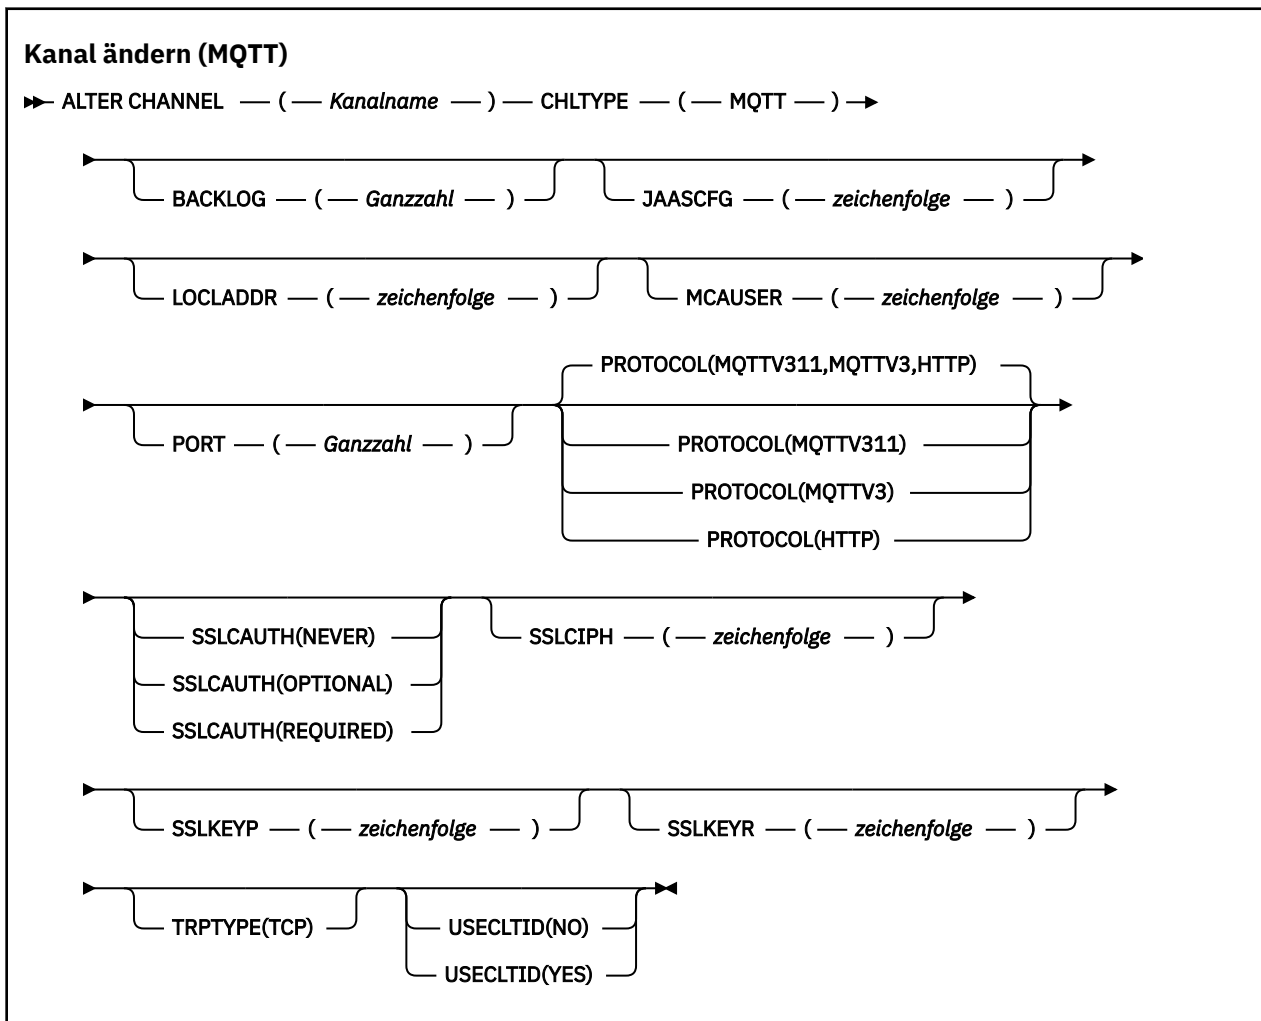 Kanal ändern (MQTT)
ALTER CHANNEL ( Kanalname ) CHLTYPE ( MQTT )
BACKLOG ( Ganzzahl ) JAASCFG ( zeichenfolge )
LOCLADDR ( zeichenfolge ) MCAUSER ( zeichenfolge )
PROTOCOL(MQTTV311,MQTTV3,HTTP)
PORT ( Ganzzahl ) PROTOCOL(MQTTV311)
PROTOCOL(MQTTV3)
PROTOCOL(HTTP)
SSLCAUTH(NEVER) SSLCIPH ( zeichenfolge )
SSLCAUTH(OPTIONAL)
SSLCAUTH(REQUIRED)
SSLKEYP ( zeichenfolge ) SSLKEYR ( zeichenfolge )
TRPTYPE(TCP) USECLTID(NO)
USECLTID(YES)